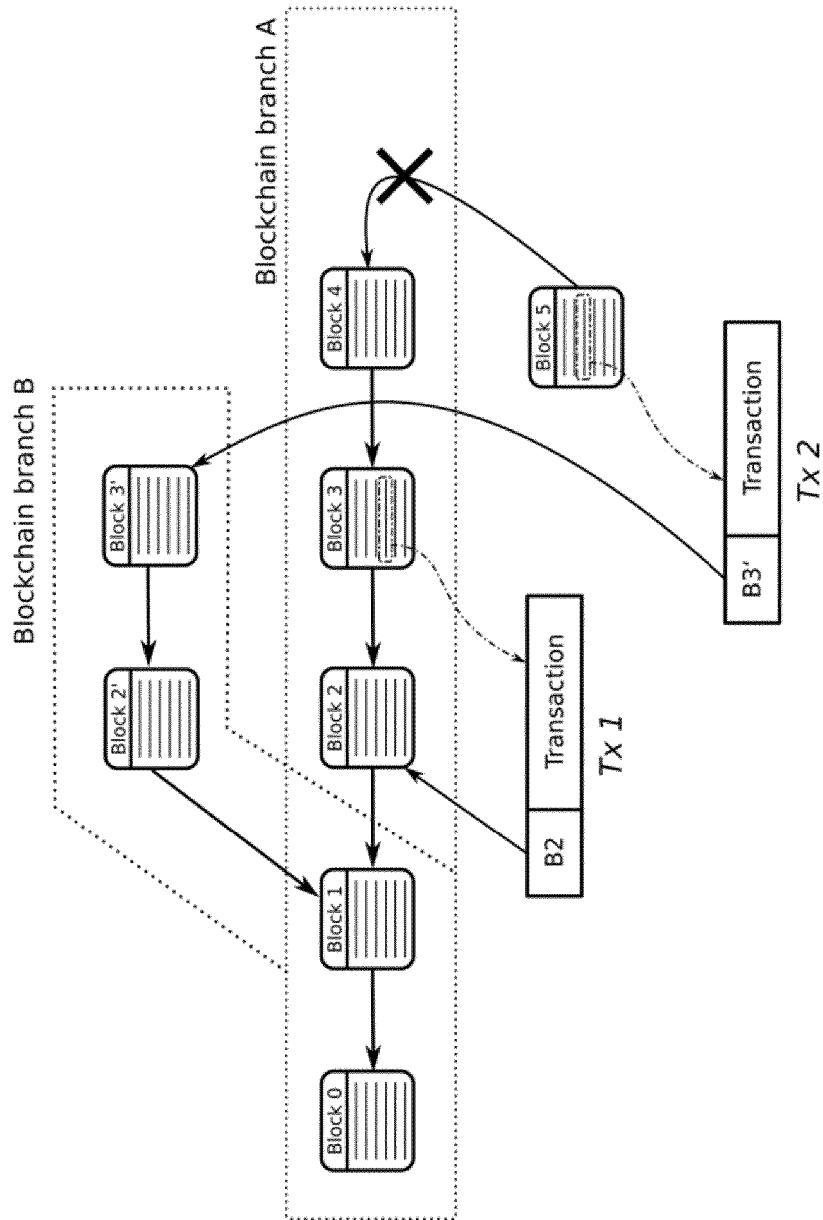 Blockchain branch B
Blockchain branch A
Block 2'
Block 3'
Block 0
Block 1
Block 2
Block 3
Block 4
Block 5
B2
Transaction
Tx 1
B3'
Transaction
Tx 2